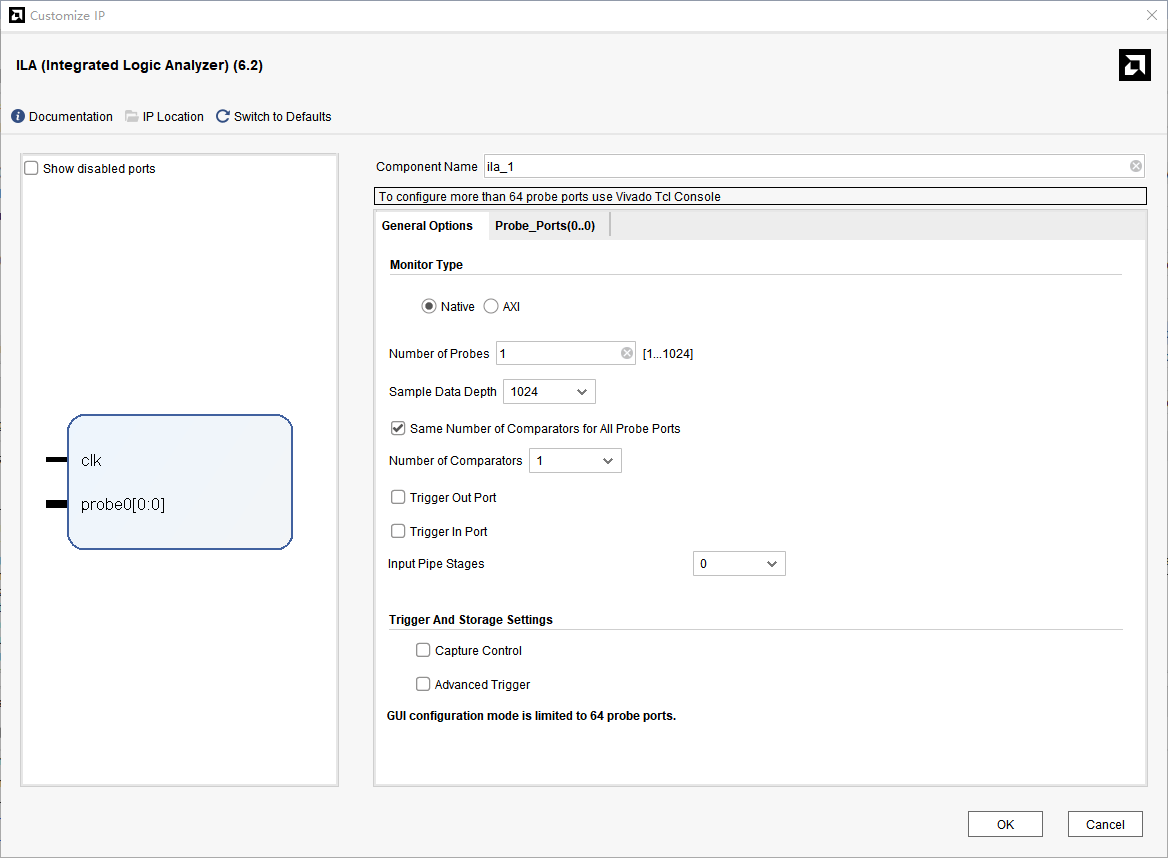 Customize IP
ILA (Integrated Logic Analyzer) (6.2)
Documentation IP Location Switch to Defaults
Show disabled ports
clk
probe0[0:0]
Component Name ila_1
To configure more than 64 probe ports use Vivado Tcl Console
General Options Probe_Ports(0..0)
Monitor Type
Native AXI
Number of Probes 1 [1...1024]
Sample Data Depth 1024
Same Number of Comparators for All Probe Ports
Number of Comparators 1
Trigger Out Port
Trigger In Port
Input Pipe Stages 0
Trigger And Storage Settings
Capture Control
Advanced Trigger
GUI configuration mode is limited to 64 probe ports.
OK Cancel